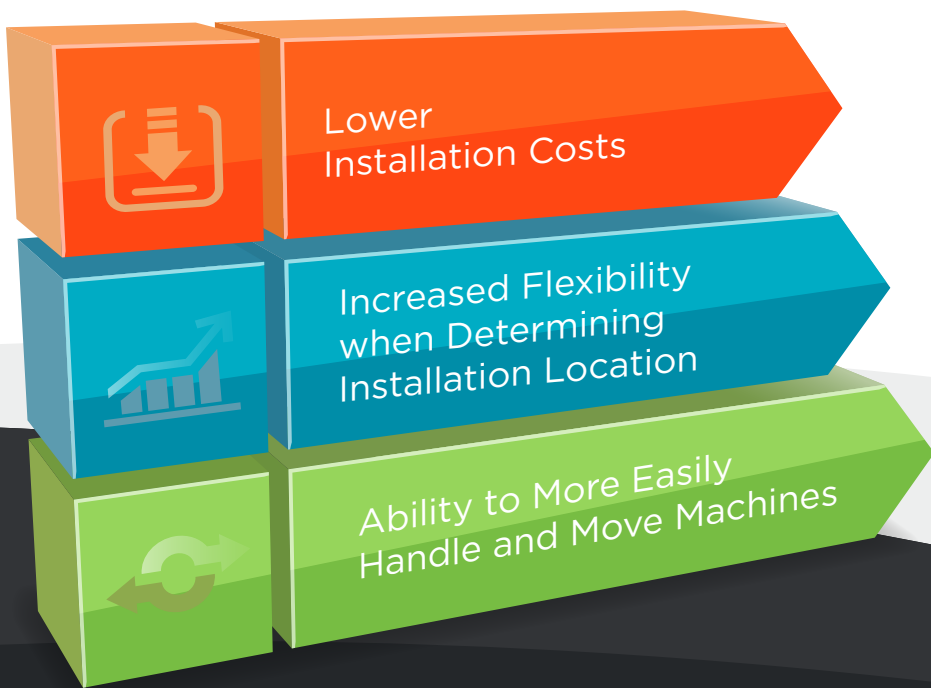 Lower
Installation Costs
Increased Flexibility
when Determining
Installation Location
Ability to More Easily
Handle and Move Machines